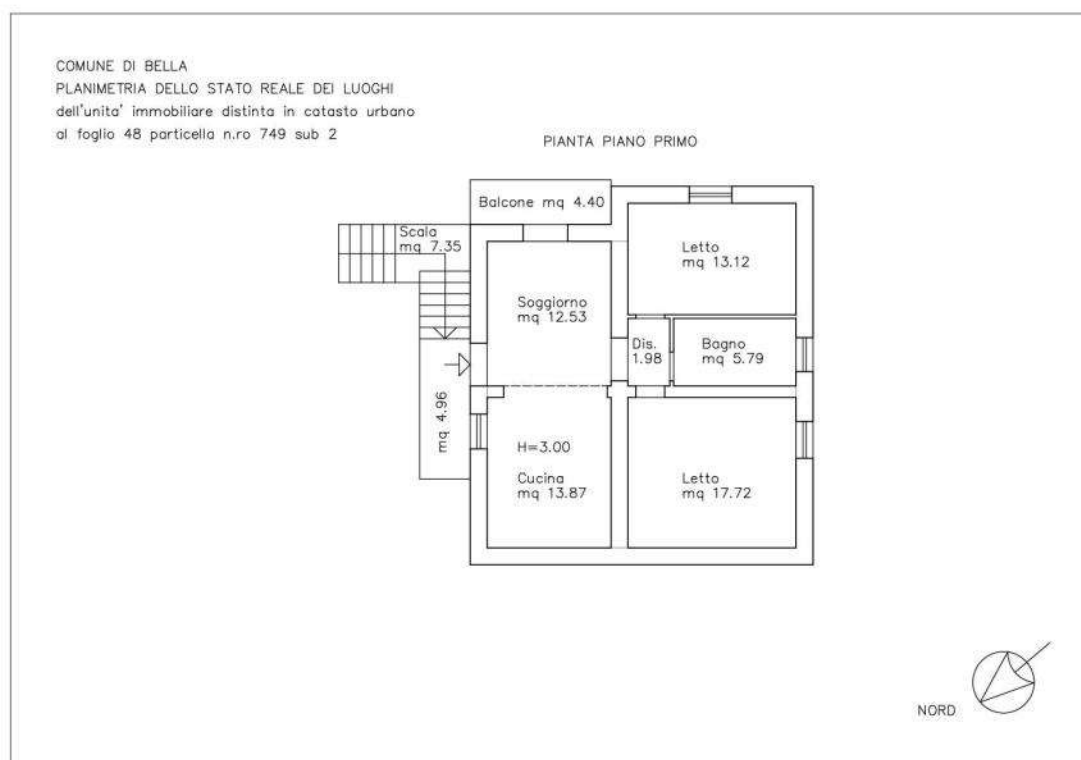 COMUNE DI BELLA
PLANIMETRIA DELLO STATO REALE DEI LUOGHI
dell'unita' immobiliare distinta in catasto urbano
al foglio 48 particella n.ro 749 sub 2
PIANTA PIANO PRIMO
Balcone mq 4.40
Scala
mq 7.35
Letto
mq 13.12
Soggiorno
mq 12.53
Dis.
1.98
Bagno
mq 5.79
mq 4.96
H=3.00
Cucina
mq 13.87
Letto
mq 17.72
NORD